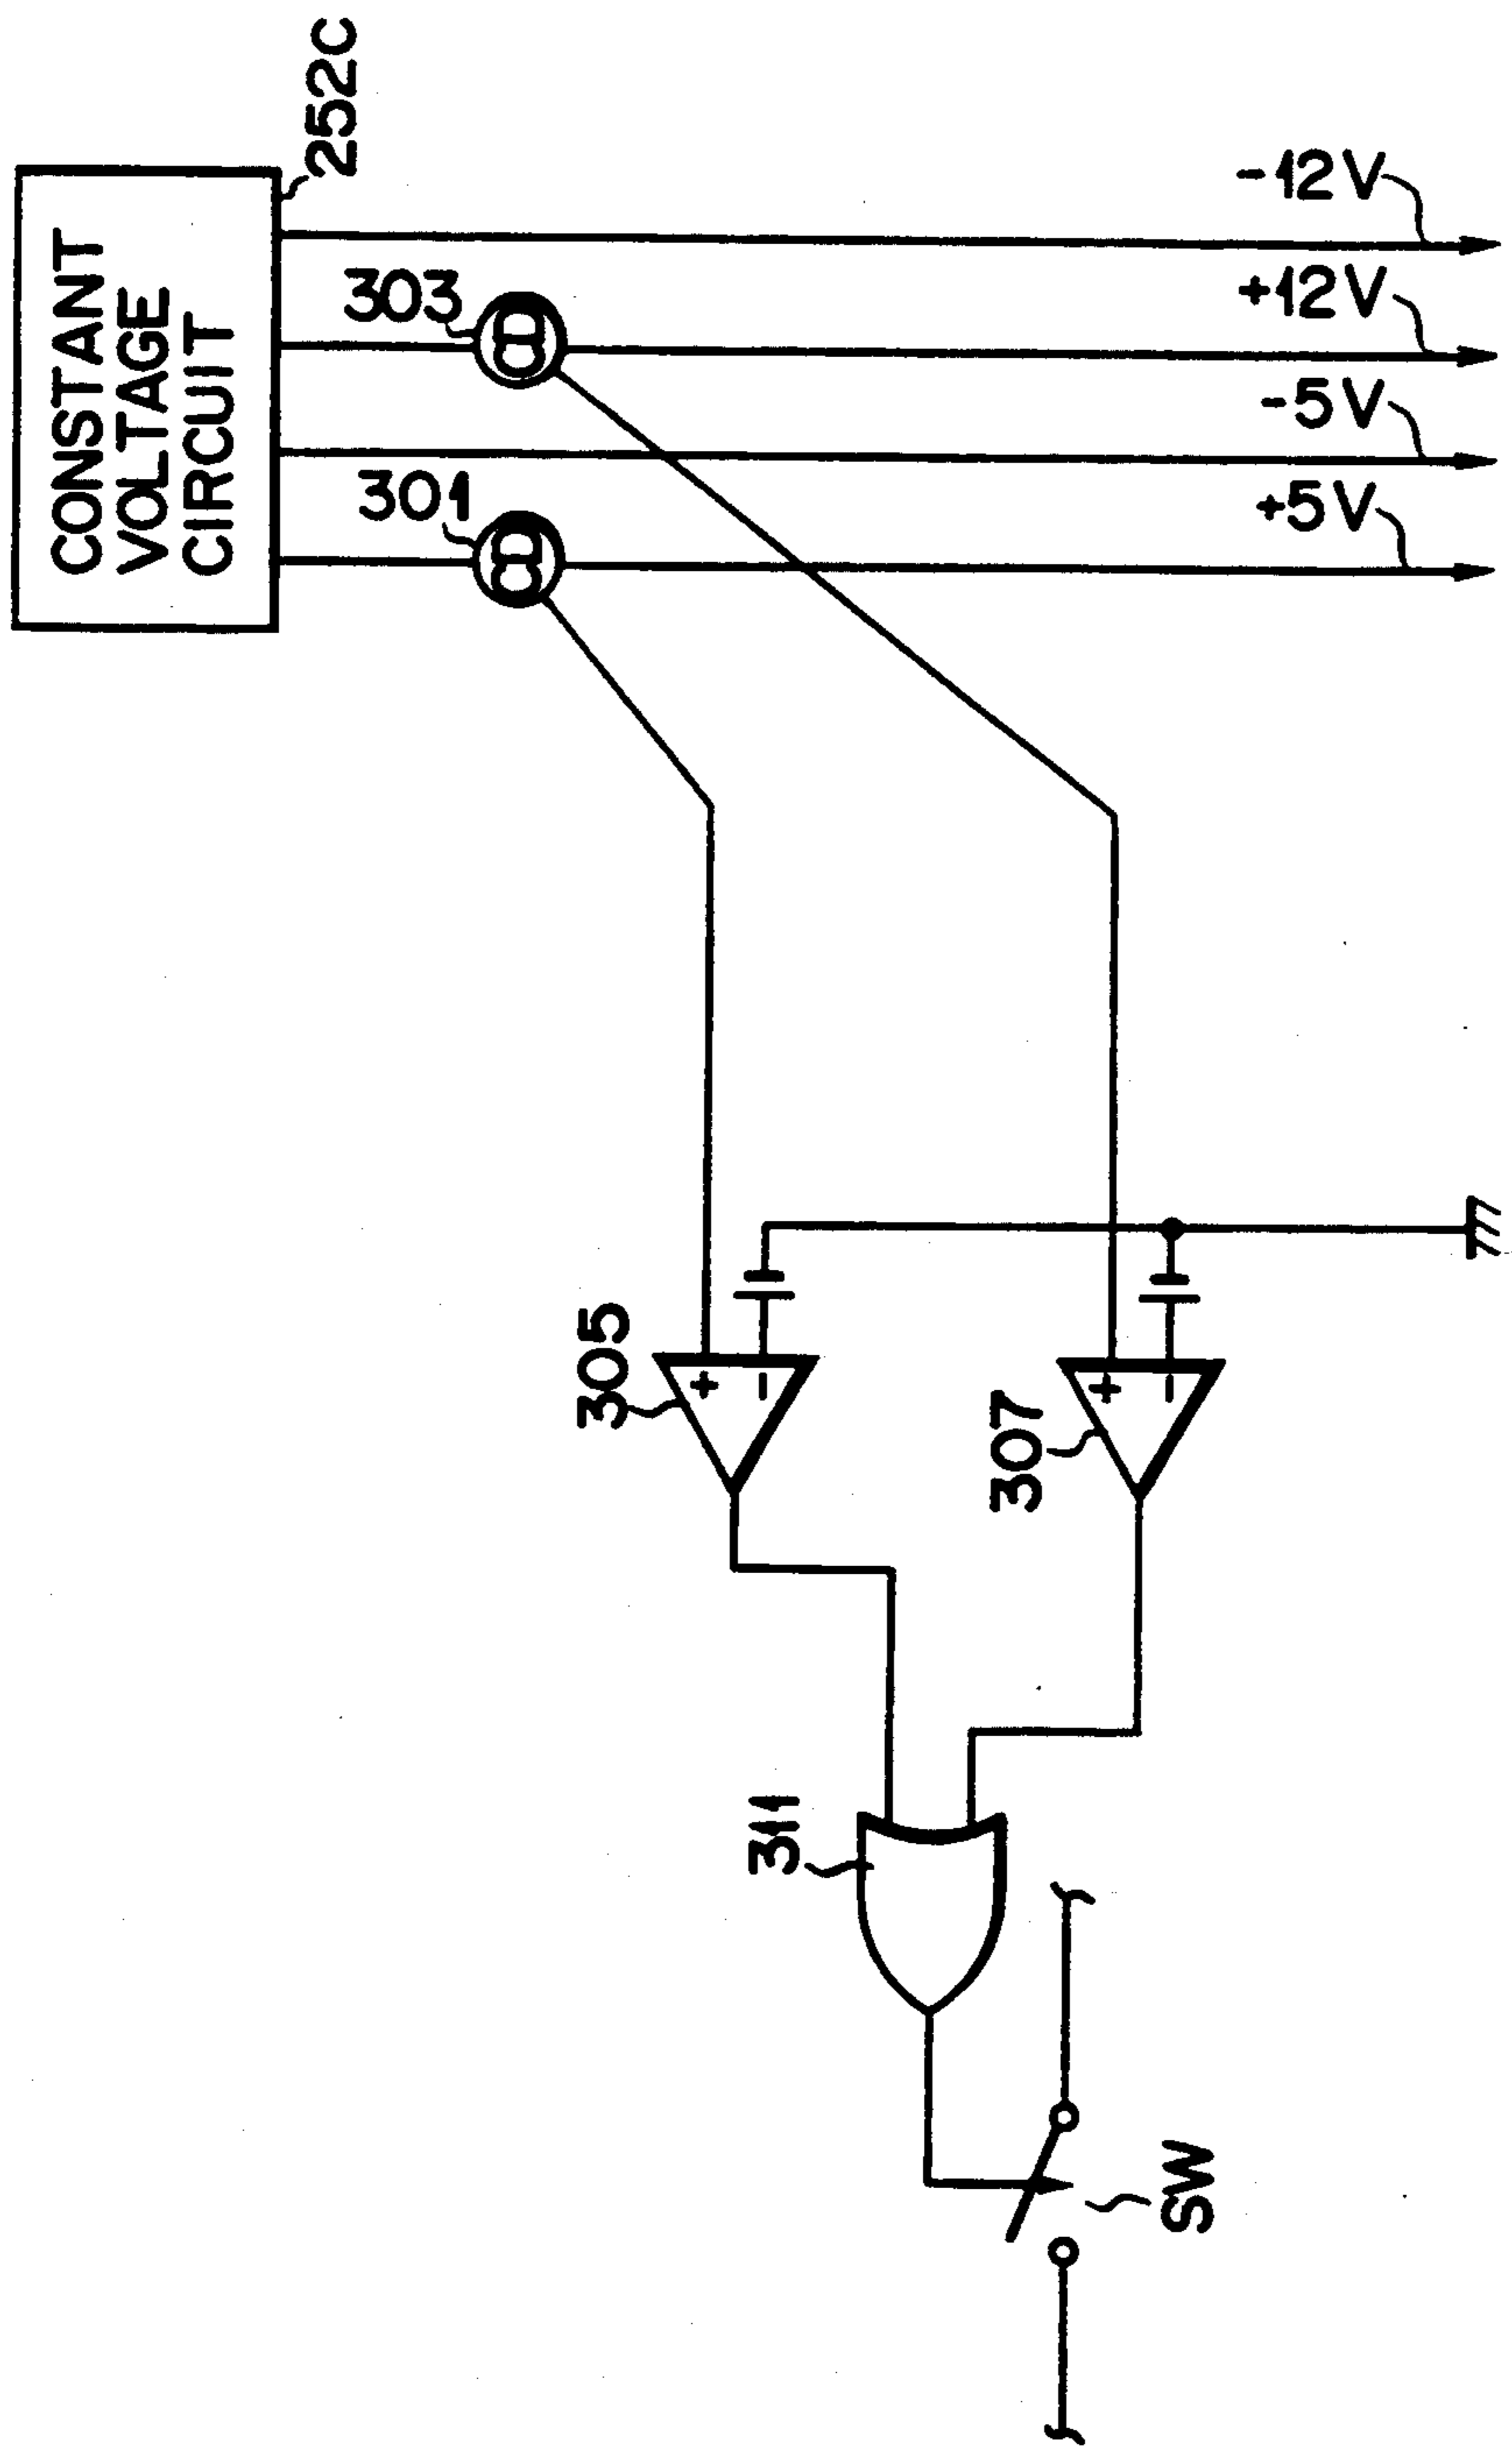 CONSTANT
VOLTAGE
CIRCUIT
252C
303
301
-12V
+12V
-5V
+5V
305
+
-
307
+
-
311
SW